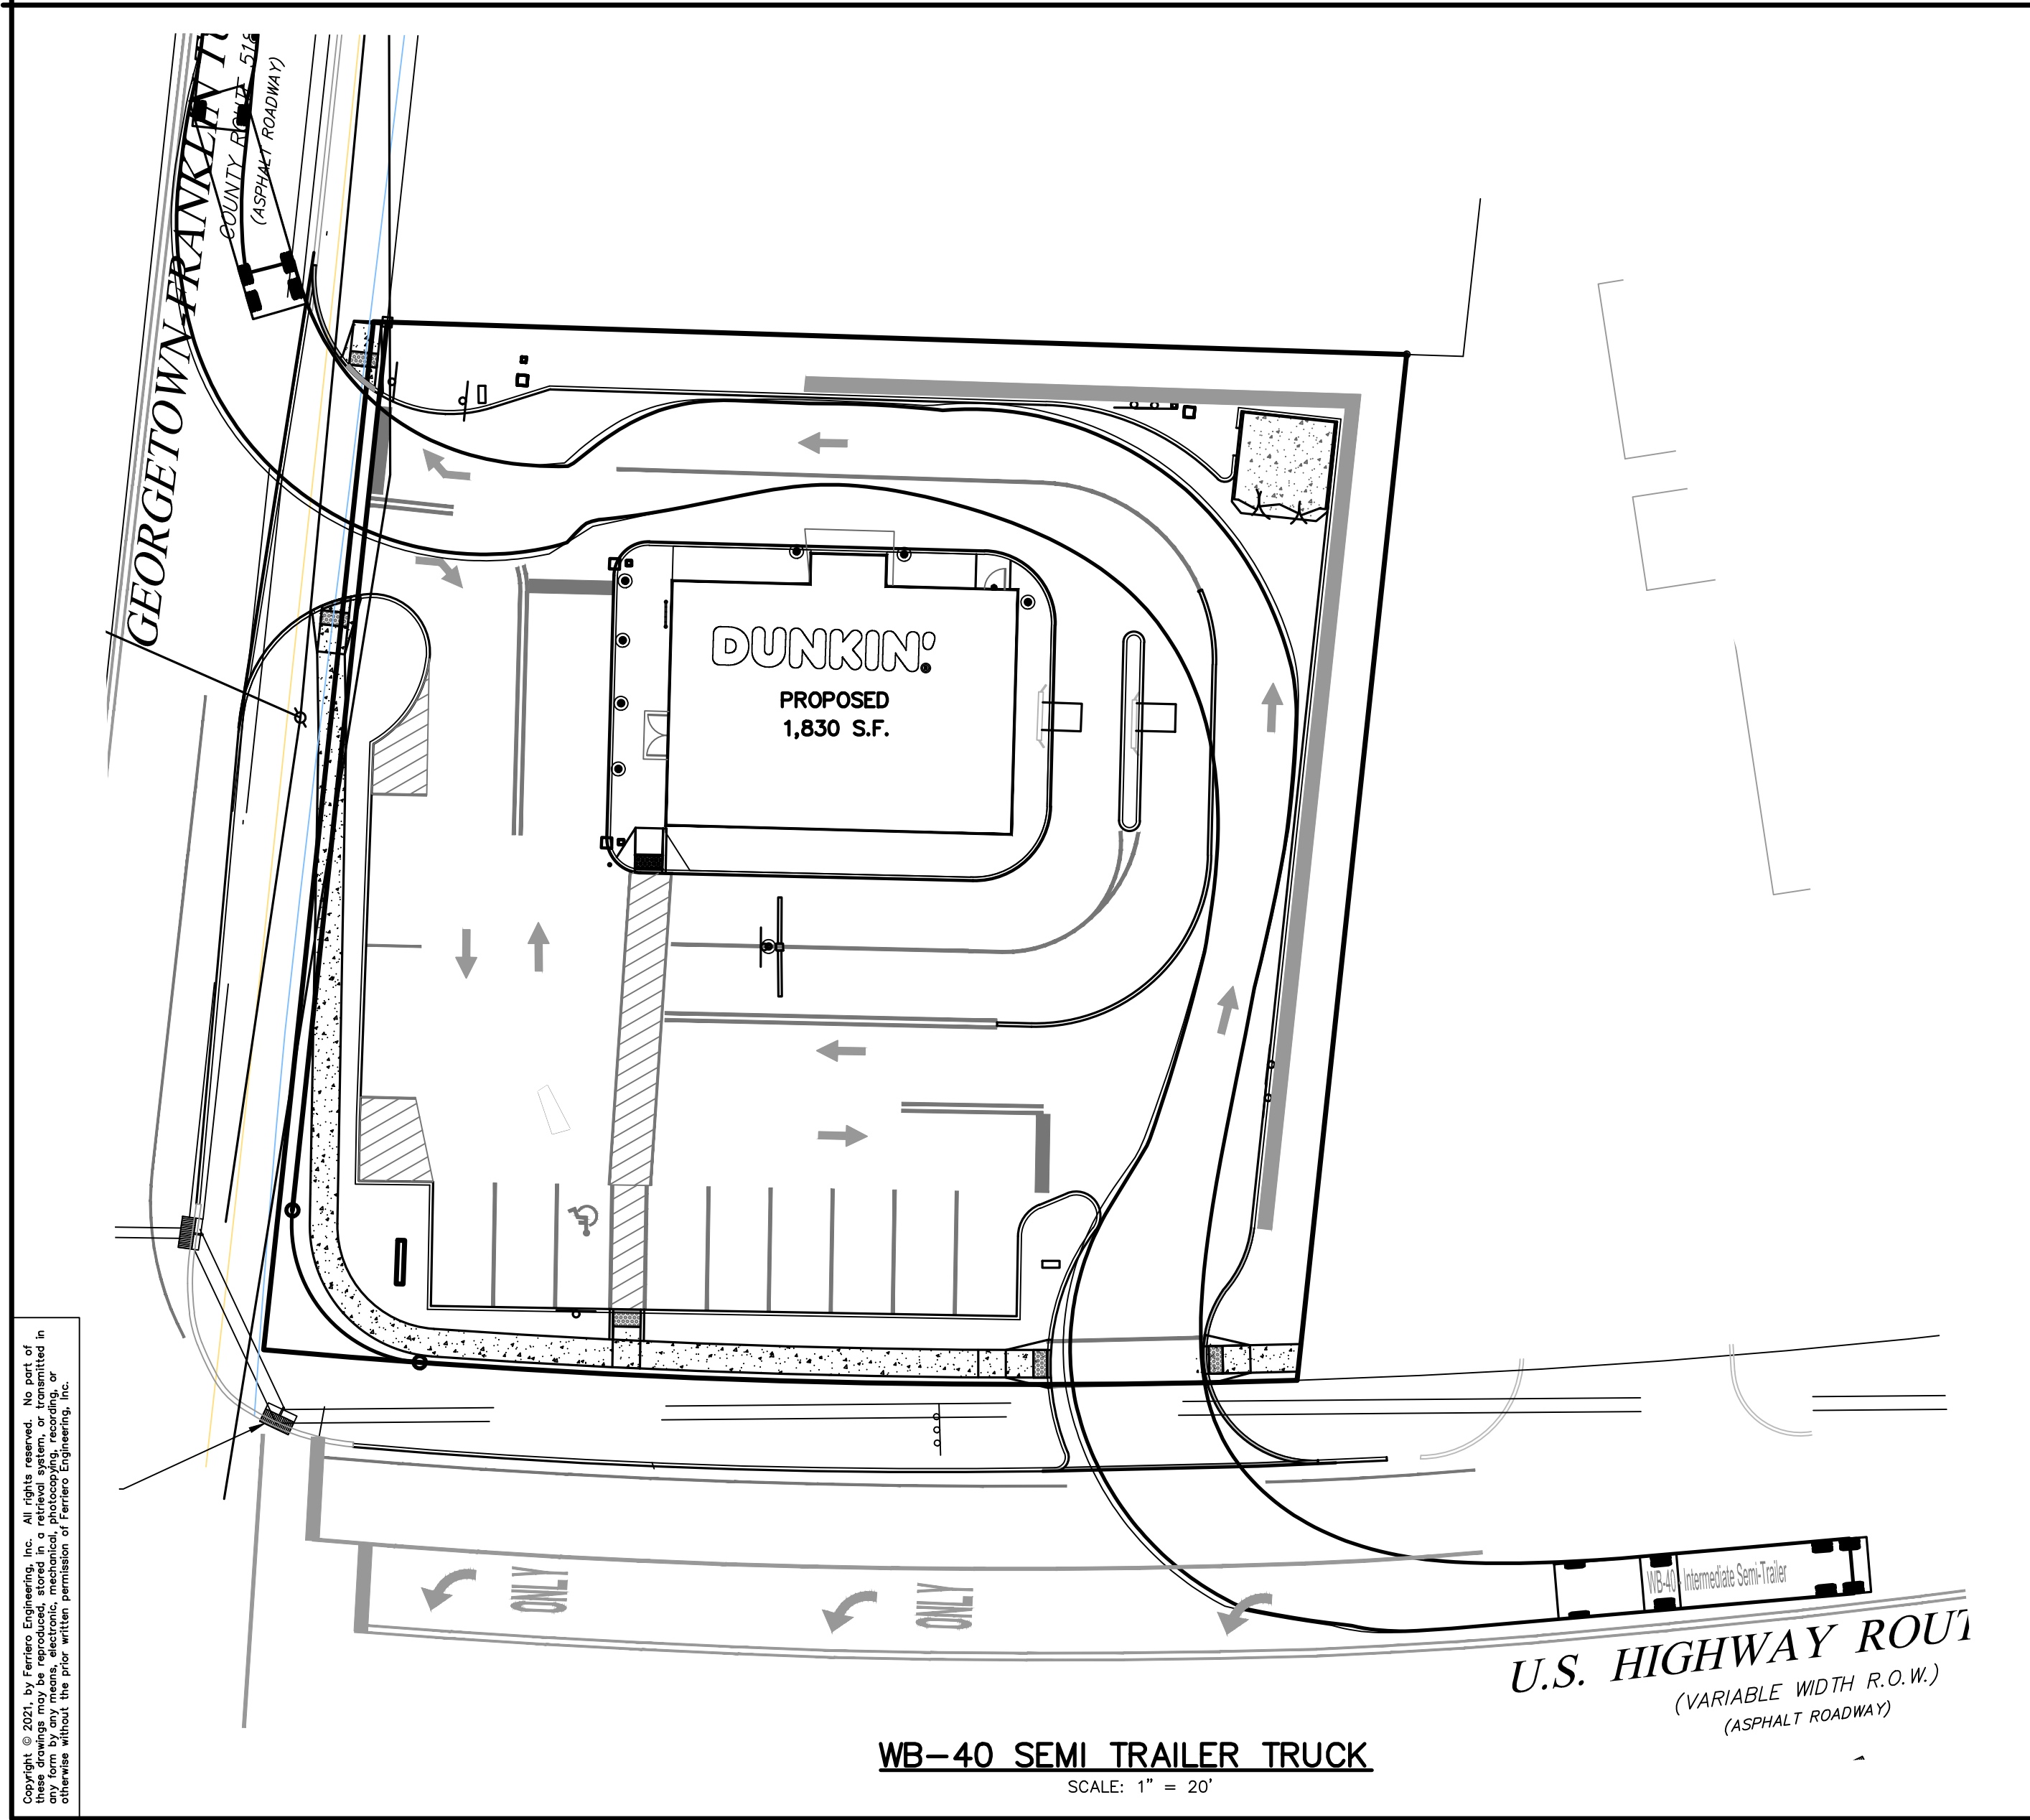 GEORGETOWN-FRANKLIN
COUNTY ROUTE 518
(ASPHALT ROADWAY)
DUNKIN'
PROPOSED
1,830 S.F.
ONLY
ONLY
WB-40 - Intermediate Semi-Trailer
U.S. HIGHWAY
(VARIABLE WIDTH R.O.W.)
(ASPHALT ROADWAY)
WB-40 SEMI TRAILER TRUCK
SCALE: 1" = 20'
Copyright © 2021, by Ferriero Engineering, Inc. All rights reserved. No part of
these drawings may be reproduced, stored in a retrieval system, or transmitted in
any form by any means, electronic, mechanical, photocopying, recording, or
otherwise without the prior written permission of Ferriero Engineering, Inc.